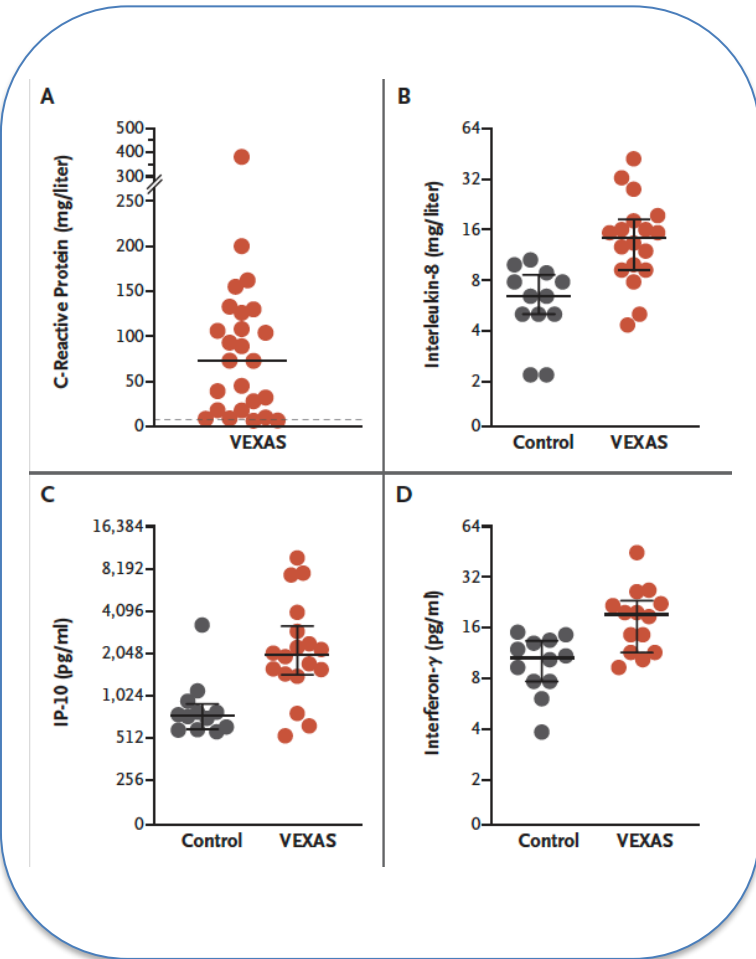 A
C-Reactive Protein (mg/liter)
500
400
300
250
200
150
100
50
0
VEXAS
B
Interleukin-8 (mg/liter)
64
32
16
8
4
2
0
Control VEXAS
C
IP-10 (pg/ml)
16,384
8,192
4,096
2,048
1,024
512
256
0
Control VEXAS
D
Interferon-γ (pg/ml)
64
32
16
8
4
2
0
Control VEXAS